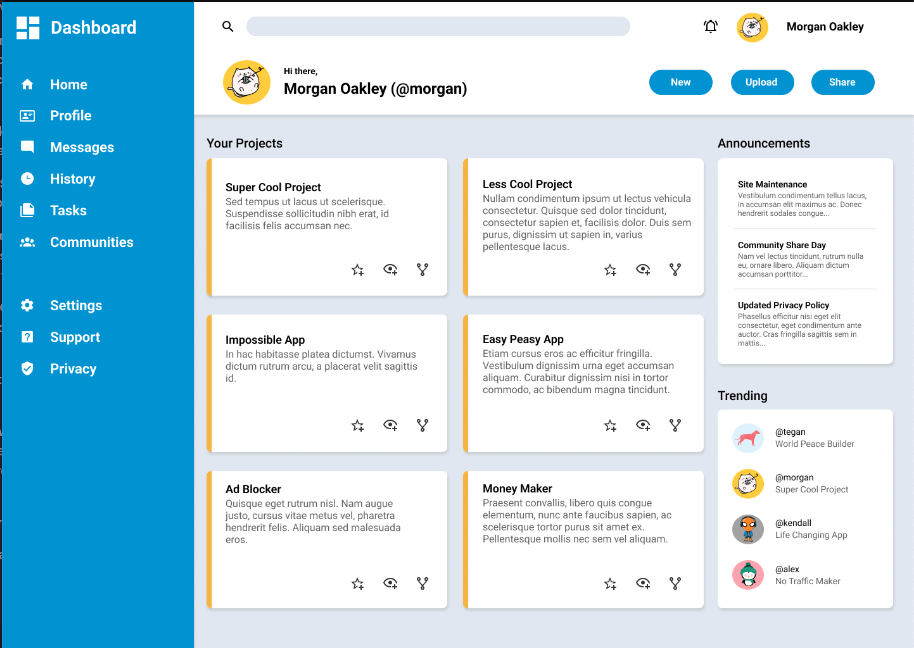 Dashboard
Home
Profile
Messages
History
Tasks
Communities
Settings
Support
Privacy
Morgan Oakley
Hi there,
Morgan Oakley (@morgan)
New
Upload
Share
Your Projects
Super Cool Project
Sed tempus ut lacus ut scelerisque.
Suspendisse sollicitudin nibh erat, id
facilisis felis accumsan nec.
Less Cool Project
Nullam condimentum ipsum ut lectus vehicula
consectetur. Quisque sed dolor tincidunt,
consectetur sapien et, facilisis dolor. Duis sem
purus, dignissim ut sapien in, varius
pellentesque lacus.
Impossible App
In hac habitasse platea dictumst. Vivamus
dictum rutrum arcu, a placerat velit sagittis
id.
Easy Peasy App
Etiam cursus eros ac efficitur fringilla.
Vestibulum dignissim urna eget accumsan
aliquam. Curabitur dignissim nisi in tortor
commodo, ac bibendum magna tincidunt.
Ad Blocker
Quisque eget rutrum nisl. Nam augue
justo, cursus vitae metus vel, pharetra
hendrerit felis. Aliquam sed malesuada
eros.
Money Maker
Praesent convallis, libero quis congue
elementum, nunc ante faucibus sapien, ac
scelerisque tortor purus sit amet ex.
Pellentesque mollis nec sem vel aliquam.
Announcements
Site Maintenance
Vestibulum condimentum tellus lacus,
in accumsan elit maximus ac. Donec
hendrerit sodales congue...
Community Share Day
Nam vel lectus tincidunt, rutrum nulla
eu, ornare libero. Aliquam dictum
accumsan porttitor...
Updated Privacy Policy
Phasellus efficitur nisi eget elit
consectetur, eget condimentum ante
auctor. Cras fringilla sagittis sem in
mattis...
Trending
@tegan
World Peace Builder
@morgan
Super Cool Project
@kendall
Life Changing App
@alex
No Traffic Maker